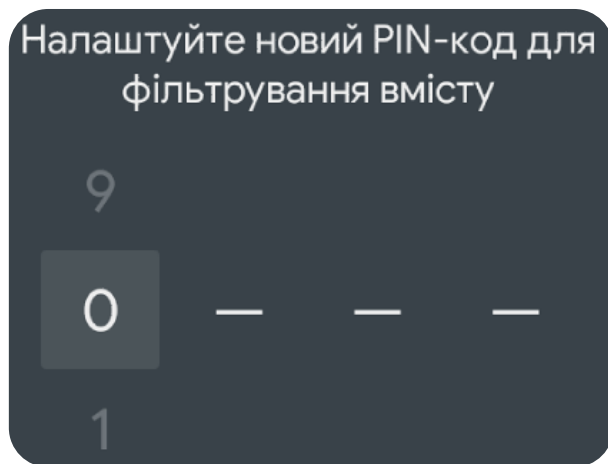 Налаштуйте новий PIN-код для
фільтрування вмісту
9
0 — — —
1